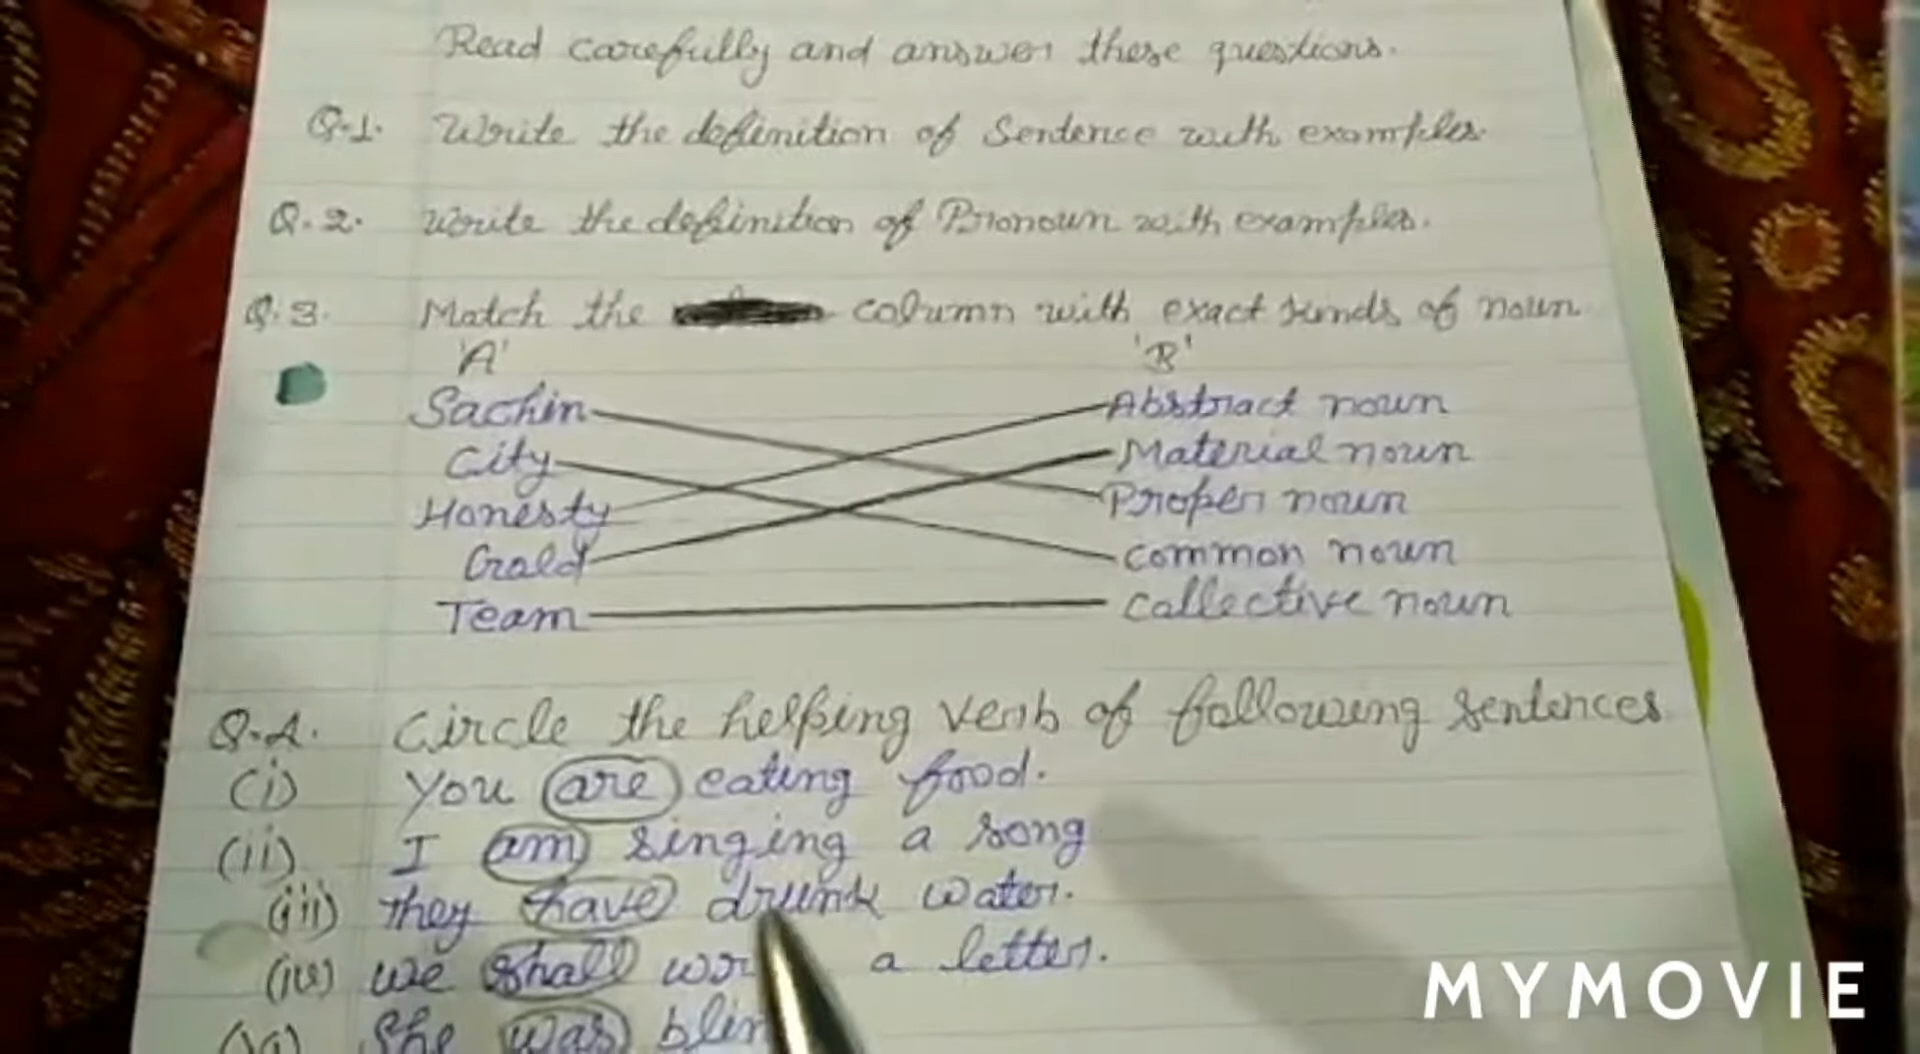 Read carefully and answer these questions.
Q.1. Write the definition of Sentence with examples.
Q.2. Write the definition of Pronoun with examples.
Q.3. Match the column with exact kinds of noun
'A' 'B'
Sachin Abstract noun
City Material noun
Honesty Proper noun
Gold Common noun
Team Collective noun
Q.4. Circle the helping verb of following sentences
(i) You are eating food.
(ii) I am singing a song
(iii) They have drunk water.
(iv) we shall a letter.
She was
MYMOVIE